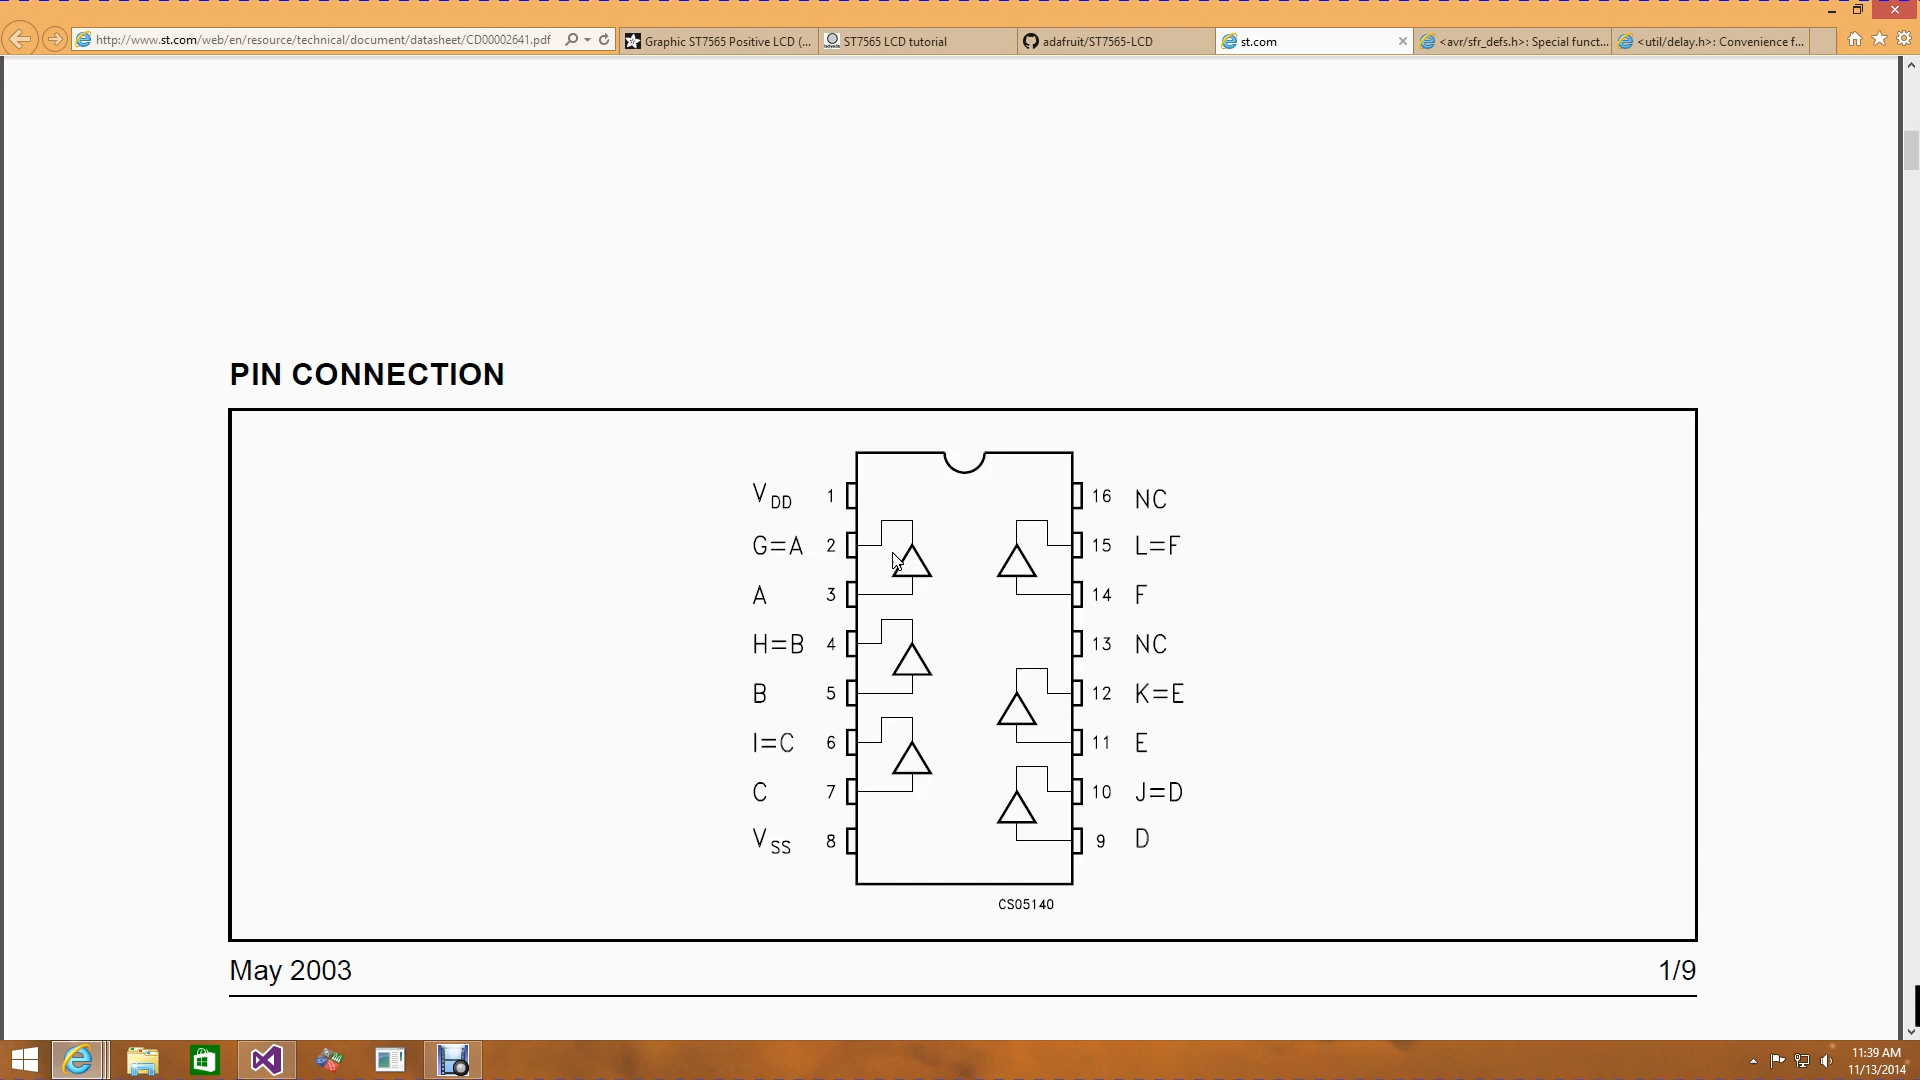 http://www.st.com/web/en/resource/technical/document/datasheet/CD00002641.pdf
Graphic ST7565 Positive LCD (...
ST7565 LCD tutorial
adafruit/ST7565-LCD
st.com
<avr/sfr_defs.h>: Special funct...
<util/delay.h>: Convenience f...
PIN CONNECTION
VDD 1 16 NC
G=A 2 15 L=F
A 3 14 F
H=B 4 13 NC
B 5 12 K=E
I=C 6 11 E
C 7 10 J=D
VSS 8 9 D
CS05140
May 2003 1/9
11:39 AM
11/13/2014